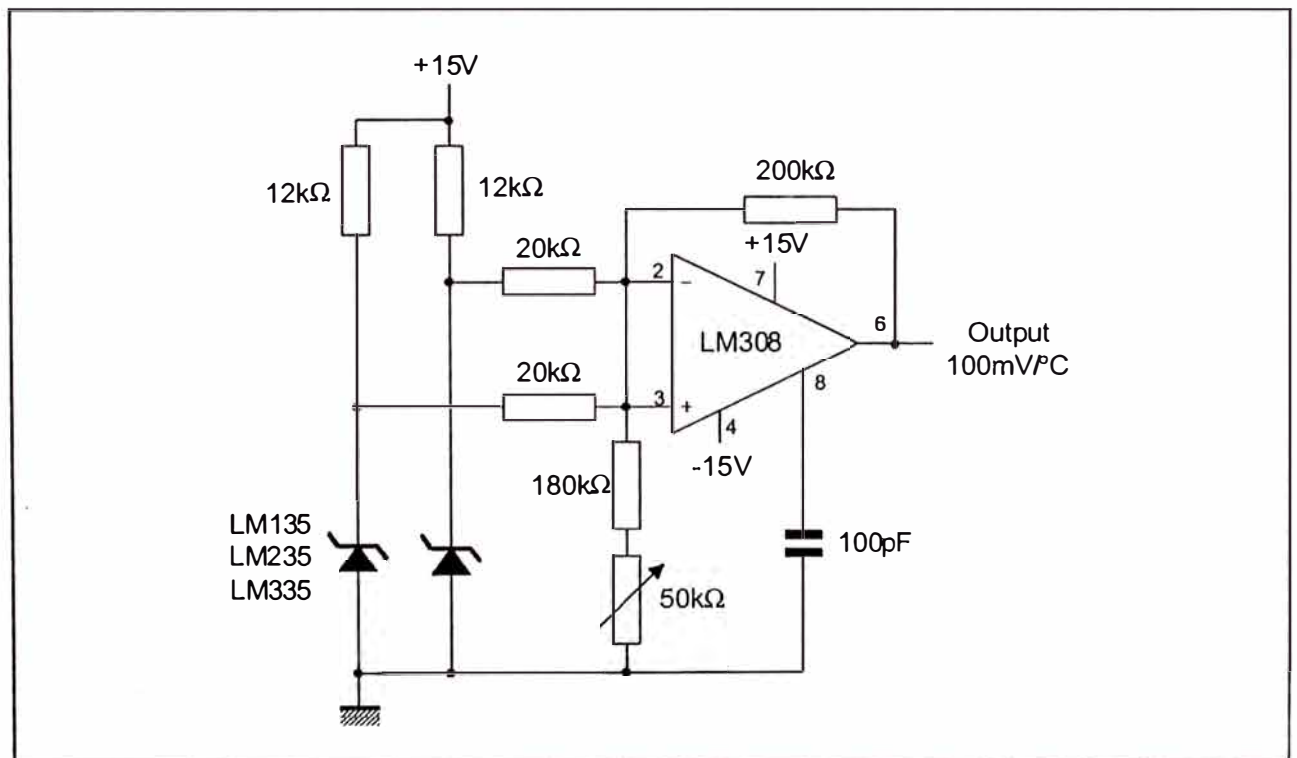 +15V
12kΩ
12kΩ
200kΩ
+15V
20kΩ
2
−
7
LM308
6
Output
100mV/°C
20kΩ
3
+
8
4
-15V
180kΩ
LM135
LM235
LM335
100pF
50kΩ